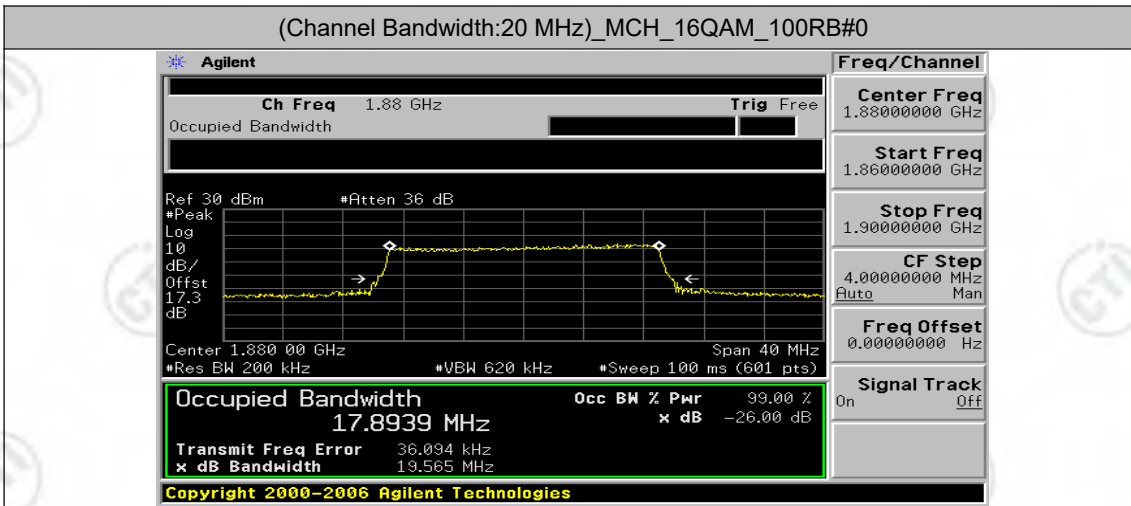 (Channel Bandwidth:20 MHz)_MCH_16QAM_100RB#0
Agilent
Freq/Channel
Ch Freq 1.88 GHz Trig Free
Occupied Bandwidth
Center Freq
1.88000000 GHz
Start Freq
1.86000000 GHz
Stop Freq
1.90000000 GHz
CF Step
4.00000000 MHz
Auto Man
Freq Offset
0.00000000 Hz
Signal Track
On Off
Ref 30 dBm #Atten 36 dB
#Peak
Log
10
dB/
Offst
17.3
dB
Center 1.880 00 GHz Span 40 MHz
#Res BW 200 kHz #VBW 620 kHz #Sweep 100 ms (601 pts)
Occupied Bandwidth Occ BW % Pwr 99.00 %
17.8939 MHz x dB -26.00 dB
Transmit Freq Error 36.094 kHz
x dB Bandwidth 19.565 MHz
Copyright 2000-2006 Agilent Technologies